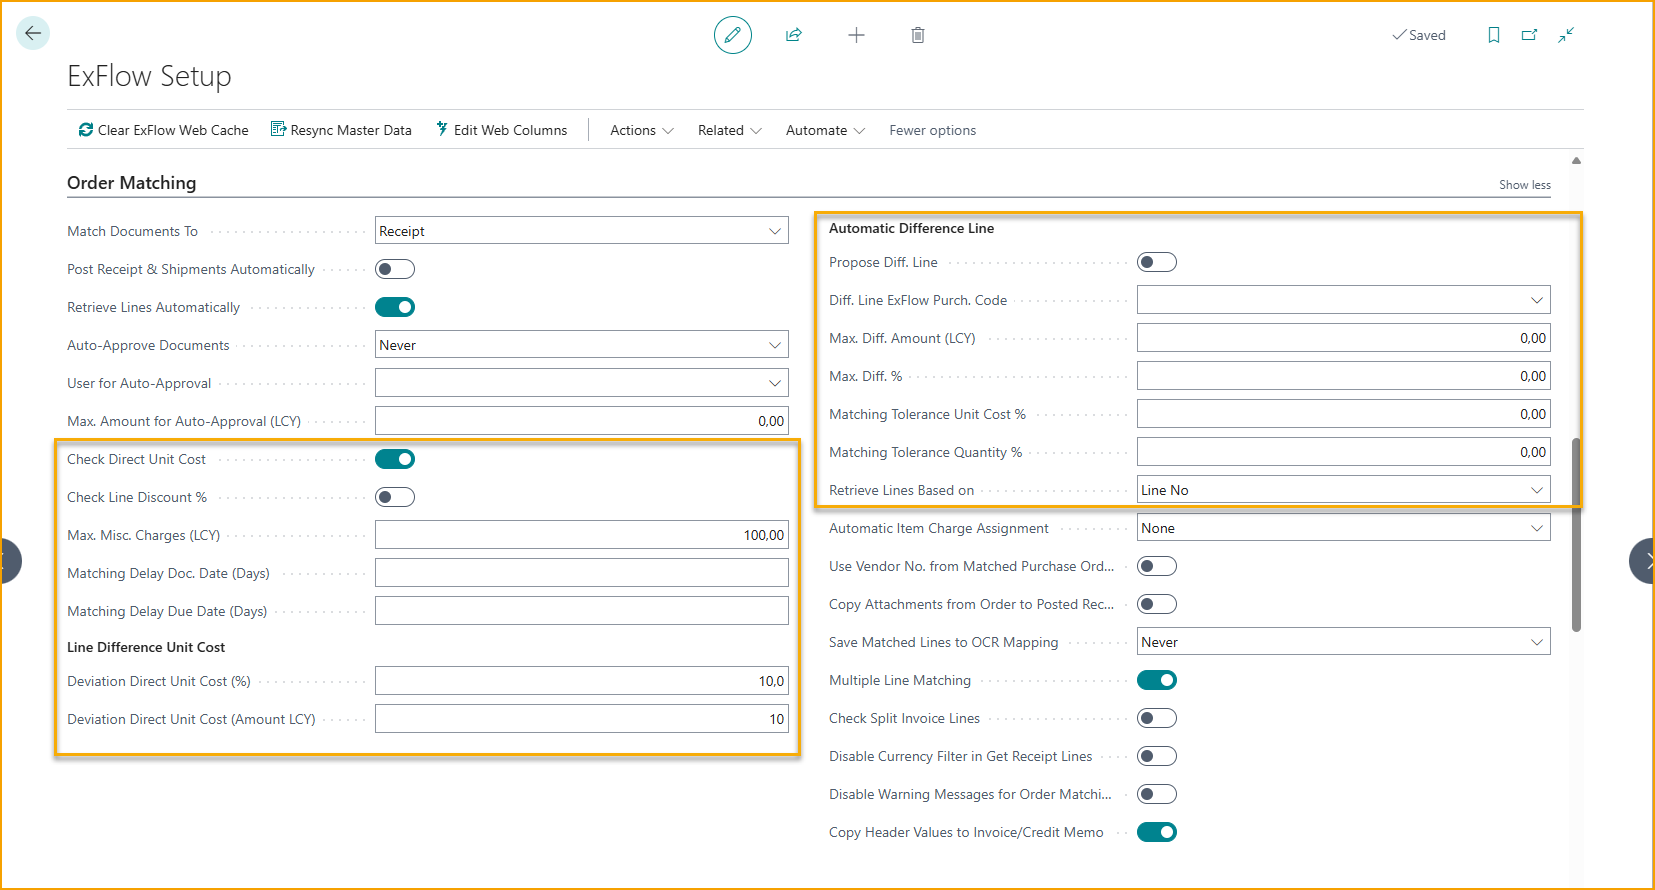 Saved
ExFlow Setup
Clear ExFlow Web Cache
Resync Master Data
Edit Web Columns
Actions
Related
Automate
Fewer options
Order Matching
Show less
Match Documents To
Receipt
Post Receipt & Shipments Automatically
Retrieve Lines Automatically
Auto-Approve Documents
Never
User for Auto-Approval
Max. Amount for Auto-Approval (LCY)
0,00
Check Direct Unit Cost
Check Line Discount %
Max. Misc. Charges (LCY)
100,00
Matching Delay Doc. Date (Days)
Matching Delay Due Date (Days)
Line Difference Unit Cost
Deviation Direct Unit Cost (%)
10,0
Deviation Direct Unit Cost (Amount LCY)
10
Automatic Difference Line
Propose Diff. Line
Diff. Line ExFlow Purch. Code
Max. Diff. Amount (LCY)
0,00
Max. Diff. %
0,00
Matching Tolerance Unit Cost %
0,00
Matching Tolerance Quantity %
0,00
Retrieve Lines Based on
Line No
Automatic Item Charge Assignment
None
Use Vendor No. from Matched Purchase Ord...
Copy Attachments from Order to Posted Rec...
Save Matched Lines to OCR Mapping
Never
Multiple Line Matching
Check Split Invoice Lines
Disable Currency Filter in Get Receipt Lines
Disable Warning Messages for Order Matchi...
Copy Header Values to Invoice/Credit Memo